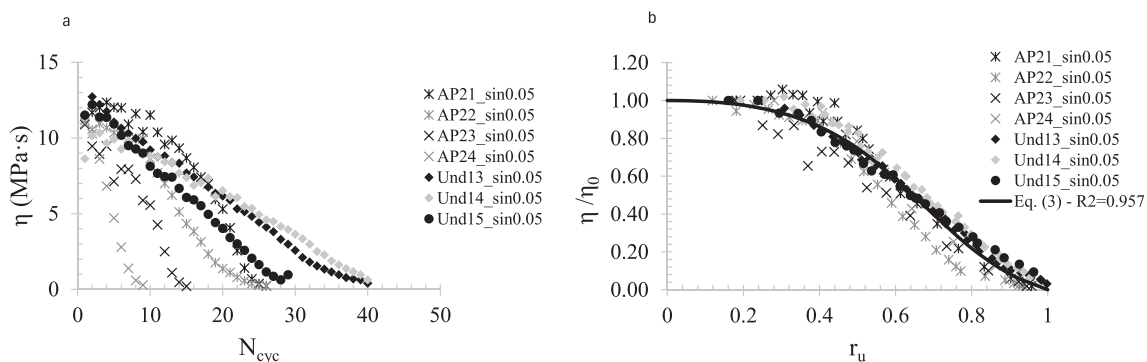 a
15
10
5
0
η (MPa·s)
0 10 20 30 40 50
N_cyc
AP21_sin0.05
AP22_sin0.05
AP23_sin0.05
AP24_sin0.05
Und13_sin0.05
Und14_sin0.05
Und15_sin0.05
b
1.20
1.00
0.80
0.60
0.40
0.20
0.00
η /η0
0 0.2 0.4 0.6 0.8 1
r_u
AP21_sin0.05
AP22_sin0.05
AP23_sin0.05
AP24_sin0.05
Und13_sin0.05
Und14_sin0.05
Und15_sin0.05
Eq. (3) - R2=0.957